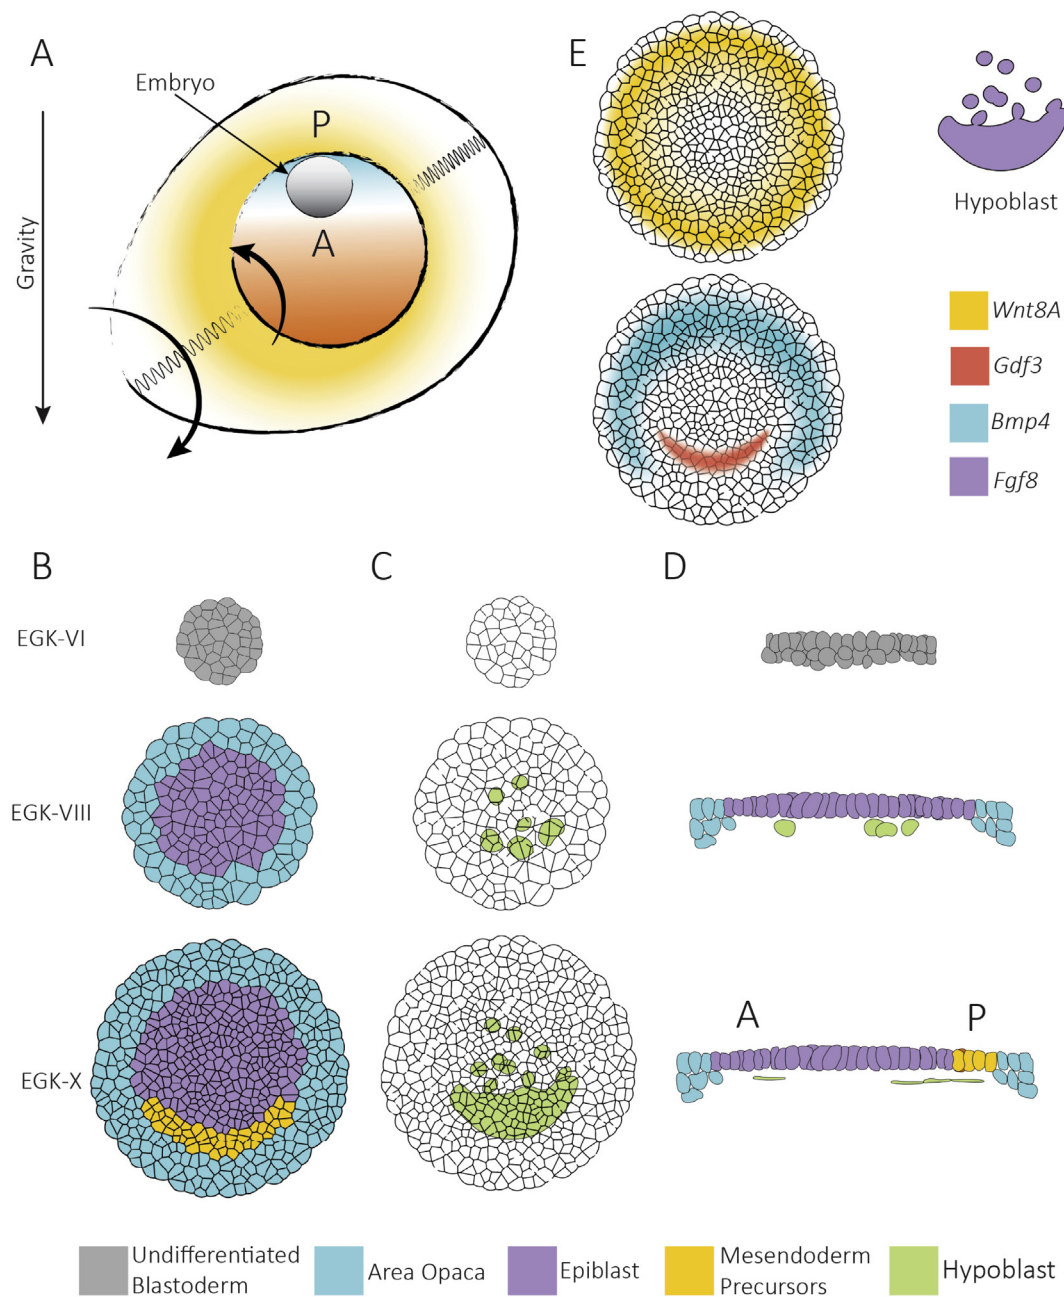 A
Embryo
P
A
Gravity
E
Hypoblast
Wnt8A
Gdf3
Bmp4
Fgf8
B
C
D
EGK-VI
EGK-VIII
EGK-X
A
P
Undifferentiated
Blastoderm
Area Opaca
Epiblast
Mesendoderm
Precursors
Hypoblast